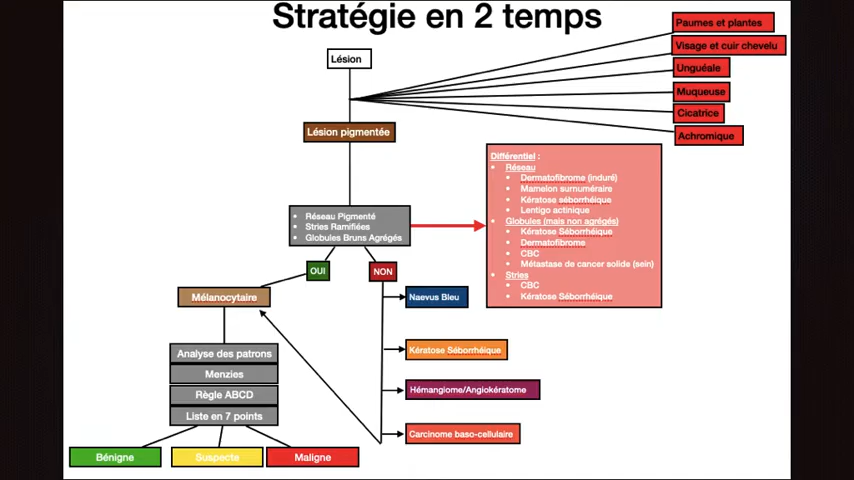 Stratégie en 2 temps
Lésion
Paumes et plantes
Visage et cuir chevelu
Unguéale
Muqueuse
Cicatrice
Achromique
Lésion pigmentée
Différentiel :
• Réseau
• Dermatofibrome (induré)
• Mamelon surnuméraire
• Kératose séborrhéique
• Lentigo actinique
• Globules (mais non agrégés)
• Kératose Séborrhéique
• Dermatofibrome
• CBC
• Métastase de cancer solide (sein)
• Stries
• CBC
• Kératose Séborrhéique
• Réseau Pigmenté
• Stries Ramifiées
• Globules Bruns Agrégés
OUI
NON
Mélanocytaire
Naevus Bleu
Kératose Séborrhéique
Hémangiome/Angiokératome
Carcinome baso-cellulaire
Analyse des patrons
Menzies
Règle ABCD
Liste en 7 points
Bénigne
Suspecte
Maligne